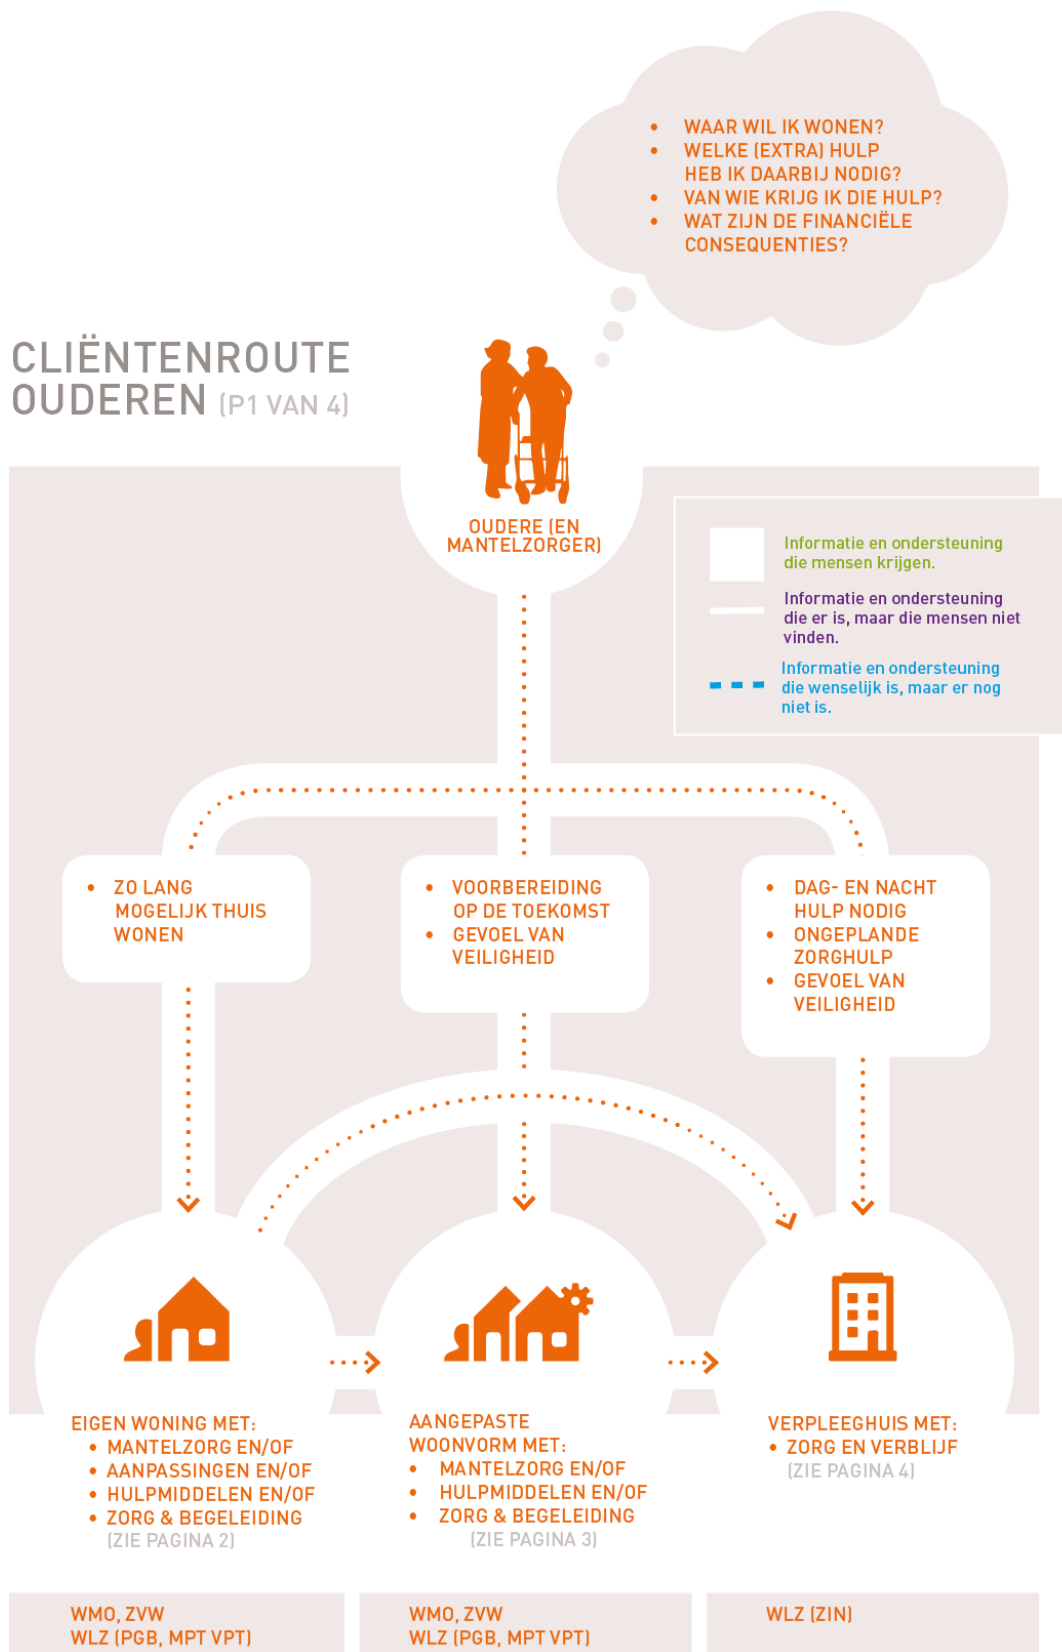 • WAAR WIL IK WONEN?
• WELKE (EXTRA) HULP
HEB IK DAARBIJ NODIG?
• VAN WIE KRIJG IK DIE HULP?
• WAT ZIJN DE FINANCIËLE
CONSEQUENTIES?
CLIËNTENROUTE
OUDEREN (P1 VAN 4)
OUDERE (EN
MANTELZORGER)
Informatie en ondersteuning
die mensen krijgen.
Informatie en ondersteuning
die er is, maar die mensen niet
vinden.
Informatie en ondersteuning
die wenselijk is, maar er nog
niet is.
• ZO LANG
MOGELIJK THUIS
WONEN
• VOORBEREIDING
OP DE TOEKOMST
• GEVOEL VAN
VEILIGHEID
• DAG- EN NACHT
HULP NODIG
• ONGEPLANDE
ZORGHULP
• GEVOEL VAN
VEILIGHEID
EIGEN WONING MET:
• MANTELZORG EN/OF
• AANPASSINGEN EN/OF
• HULPMIDDELEN EN/OF
• ZORG & BEGELEIDING
(ZIE PAGINA 2)
AANGEPASTE
WOONVORM MET:
• MANTELZORG EN/OF
• HULPMIDDELEN EN/OF
• ZORG & BEGELEIDING
(ZIE PAGINA 3)
VERPLEEGHUIS MET:
• ZORG EN VERBLIJF
(ZIE PAGINA 4)
WMO, ZVW
WLZ (PGB, MPT VPT)
WMO, ZVW
WLZ (PGB, MPT VPT)
WLZ (ZIN)